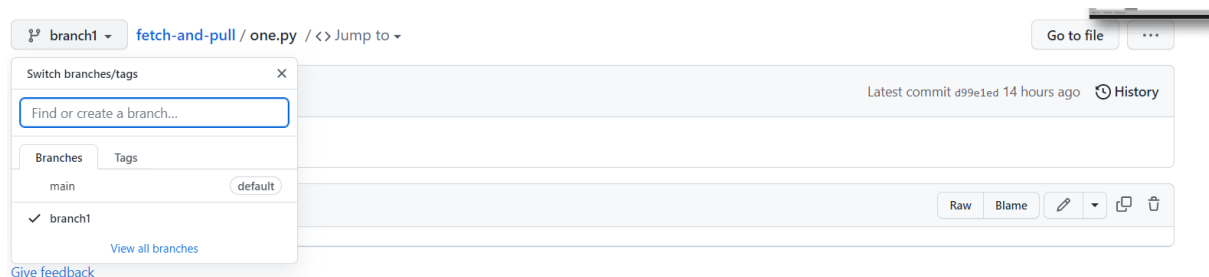 branch1
fetch-and-pull / one.py / <> Jump to
Go to file
...
Switch branches/tags
Find or create a branch...
Latest commit d99e1ed 14 hours ago History
Branches Tags
main default
branch1
View all branches
Raw Blame
Give feedback